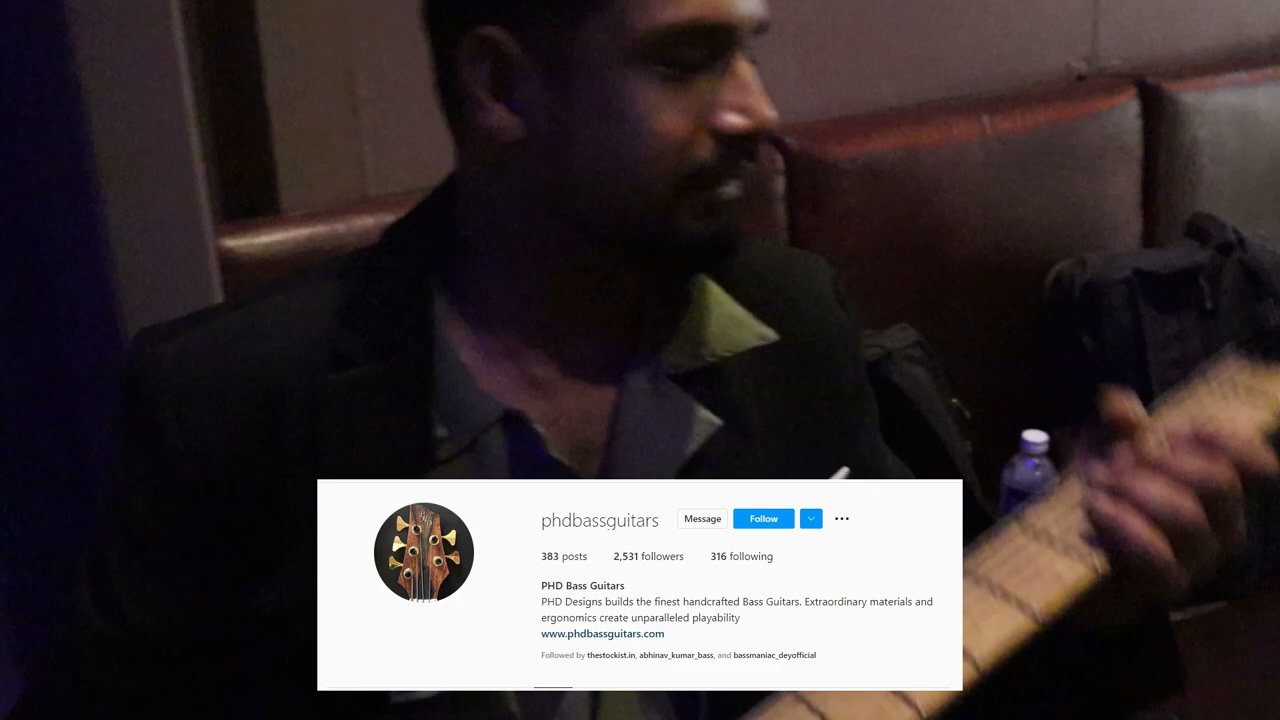 phdbassguitars Message Follow
383 posts 2,531 followers 316 following
PHD Bass Guitars
PHD Designs builds the finest handcrafted Bass Guitars. Extraordinary materials and
ergonomics create unparalleled playability
www.phdbassguitars.com
Followed by thestockist.in, abhinav_kumar_bass, and bassmaniac_deyofficial